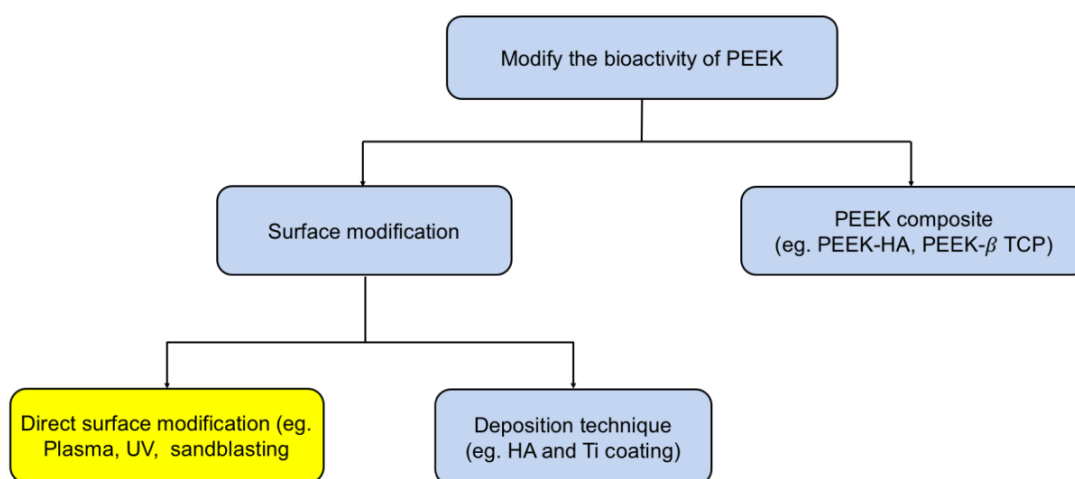 Modify the bioactivity of PEEK
Surface modification
PEEK composite
(eg. PEEK-HA, PEEK-β TCP)
Direct surface modification (eg.
Plasma, UV, sandblasting
Deposition technique
(eg. HA and Ti coating)